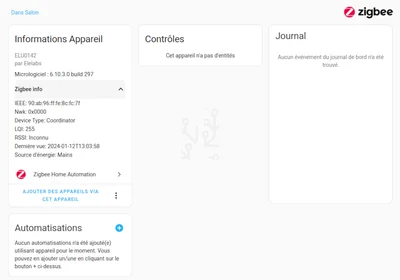 Dans Salon
zigbee
Informations Appareil
ELU0142
par Elelabs
Micrologiciel : 6.10.3.0 build 297
Zigbee info
IEEE: 90:ab:96:ff:fe:8c:fc:7f
Nwk: 0x0000
Device Type: Coordinator
LQI: 255
RSSI: Inconnu
Dernière vue: 2024-01-12T13:03:58
Source d'énergie: Mains
Zigbee Home Automation
AJOUTER DES APPAREILS VIA
CET APPAREIL
Automatisations
Aucun automatisations n'a été ajouté(e)
utilisant appareil pour le moment. Vous
pouvez en ajouter un/une en cliquant sur le
bouton + ci-dessus.
Contrôles
Cet appareil n'a pas d'entités
Journal
Aucun évènement du journal de bord n'a été
trouvé.